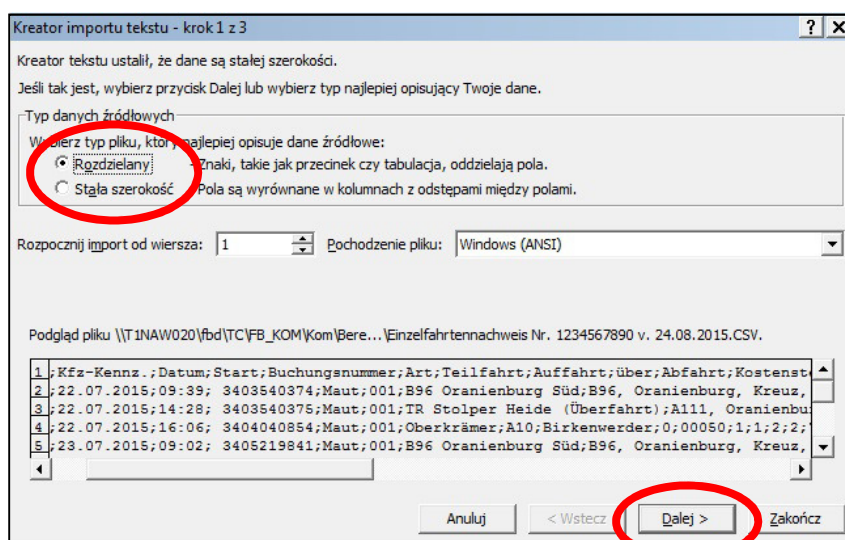 Kreator importu tekstu - krok 1 z 3
Kreator tekstu ustalił, że dane są stałej szerokości.
Jeśli tak jest, wybierz przycisk Dalej lub wybierz typ najlepiej opisujący Twoje dane.
Typ danych źródłowych
Wybierz typ pliku, który najlepiej opisuje dane źródłowe:
Rozdzielany - Znaki, takie jak przecinek czy tabulacja, oddzielają pola.
Stała szerokość - Pola są wyrównane w kolumnach z odstępami między polami.
Rozpocznij import od wiersza: 1 Pochodzenie pliku: Windows (ANSI)
Podgląd pliku \\T1NAW020\fbd\TC\FB_KOM\Kom\Bere...\Einzelfahrtennachweis Nr. 1234567890 v. 24.08.2015.CSV.
1 ;Kfz-Kennz.;Datum;Start;Buchungsnummer;Art;Teilfahrt;Auffahrt;über;Abfahrt;Kostenst
2 ;22.07.2015;09:39; 3403540374;Maut;001;B96 Oranienburg Süd;B96, Oranienburg, Kreuz,
3 ;22.07.2015;14:28; 3403540375;Maut;001;TR Stolper Heide (Überfahrt);A111, Oranienbu
4 ;22.07.2015;16:06; 3404040854;Maut;001;Oberkrämer;A10;Birkenwerder;0;00050;1;1;2;2;
5 ;23.07.2015;09:02; 3405219841;Maut;001;B96 Oranienburg Süd;B96, Oranienburg, Kreuz,
Anuluj < Wstecz Dalej > Zakończ